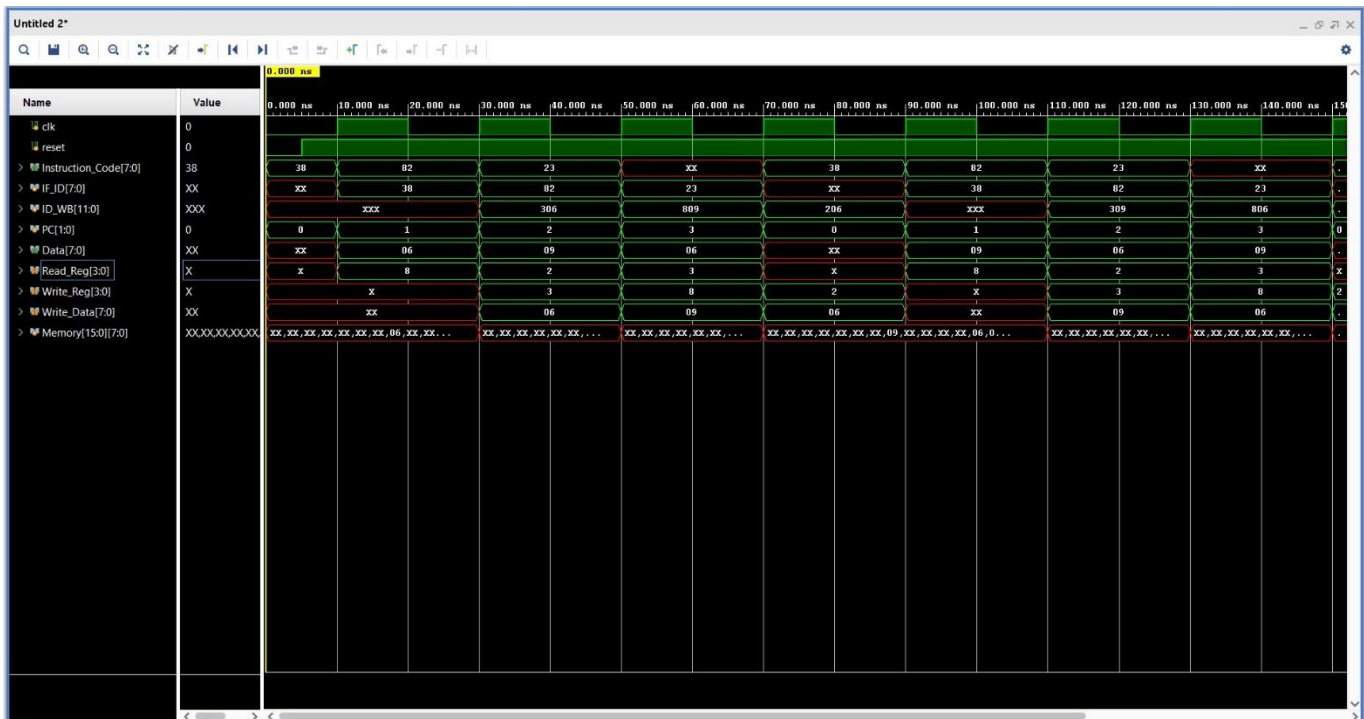 Untitled 2*
0.000 ns
Name Value 0.000 ns 10.000 ns 20.000 ns 30.000 ns 40.000 ns 50.000 ns 60.000 ns 70.000 ns 80.000 ns 90.000 ns 100.000 ns 110.000 ns 120.000 ns 130.000 ns 140.000 ns 150
clk 0
reset 0
Instruction_Code[7:0] 38 38 82 23 XX 38 82 23 XX .
IF_ID[7:0] XX XX 38 82 23 XX 38 82 23 .
ID_WB[11:0] XXX XXX 306 809 206 XXX 309 806 .
PC[1:0] 0 0 1 2 3 0 1 2 3 0
Data[7:0] XX XX 06 09 06 XX 09 06 09 .
Read_Reg[3:0] X X 8 2 3 X 8 2 3 X
Write_Reg[3:0] X X 3 8 2 X 3 8 2
Write_Data[7:0] XX XX 06 09 06 XX 09 06 .
Memory[15:0][7:0] XX,XX,XX,XX,XX, XX,XX,XX,XX,XX,XX,XX,06,XX,XX... XX,XX,XX,XX,XX,XX,... XX,XX,XX,XX,XX,XX,... XX,XX,XX,XX,XX,XX,XX,09,XX,XX,XX,XX,06,0... XX,XX,XX,XX,XX,XX,... XX,XX,XX,XX,XX,XX,... .